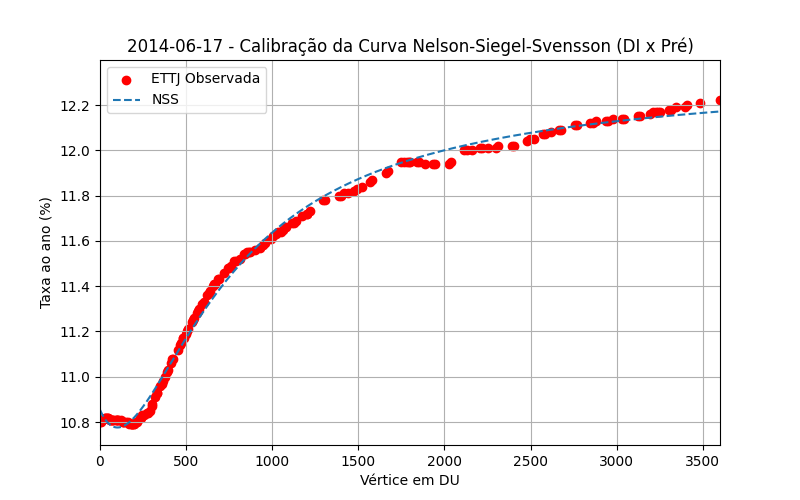 2014-06-17 - Calibração da Curva Nelson-Siegel-Svensson (DI x Pré)
ETTJ Observada
NSS
Taxa ao ano (%)
12.2
12.0
11.8
11.6
11.4
11.2
11.0
10.8
0 500 1000 1500 2000 2500 3000 3500
Vértice em DU